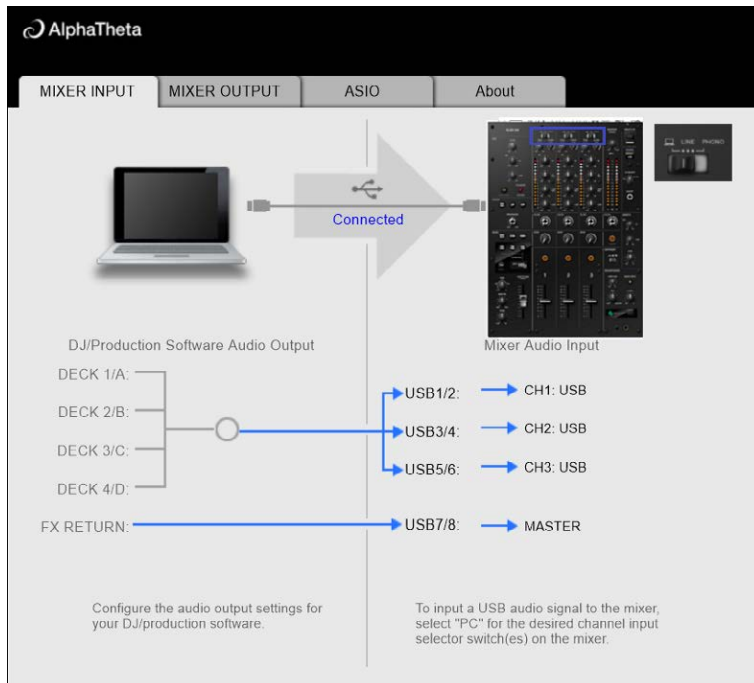 AlphaTheta
MIXER INPUT
MIXER OUTPUT
ASIO
About
LINE PHONO
Connected
DJ/Production Software Audio Output
Mixer Audio Input
DECK 1/A:
DECK 2/B:
DECK 3/C:
DECK 4/D:
FX RETURN:
USB1/2:
CH1: USB
USB3/4:
CH2: USB
USB5/6:
CH3: USB
USB7/8:
MASTER
Configure the audio output settings for
your DJ/production software.
To input a USB audio signal to the mixer,
select "PC" for the desired channel input
selector switch(es) on the mixer.